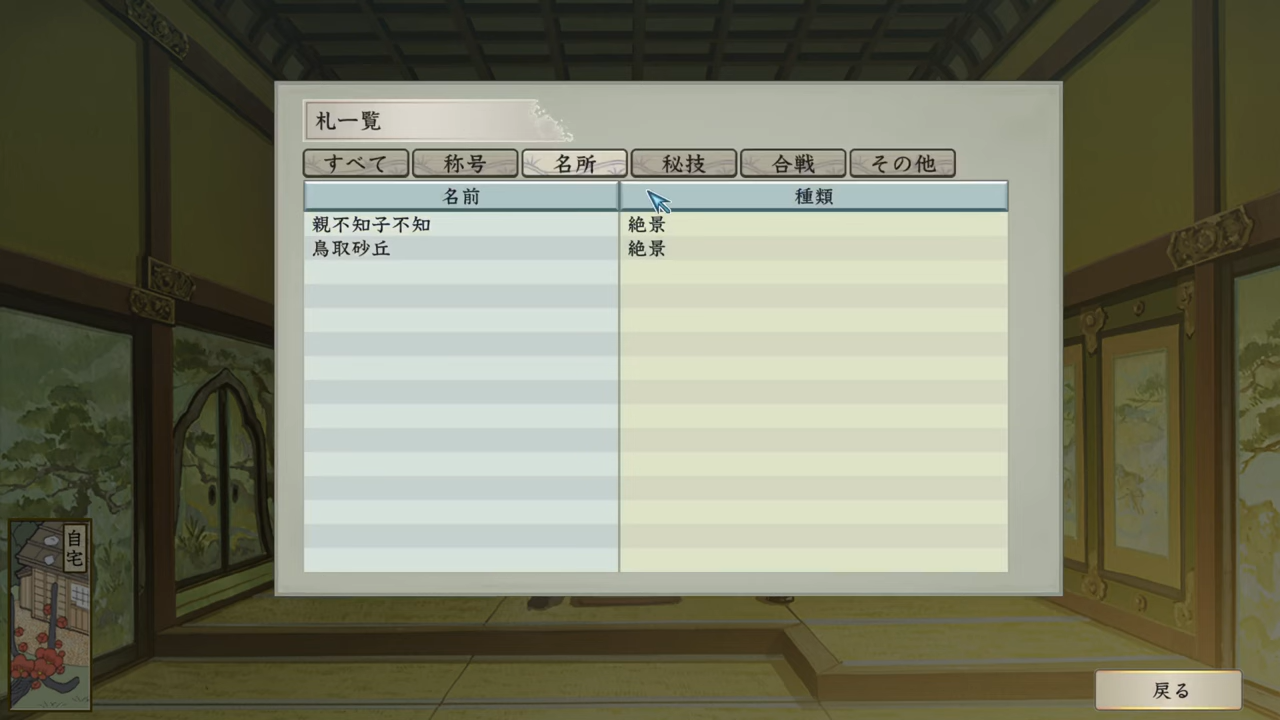 札一覧
すべて 称号 名所 秘技 合戦 その他
名前 種類
親不知子不知 絶景
鳥取砂丘 絶景
自宅
戻る